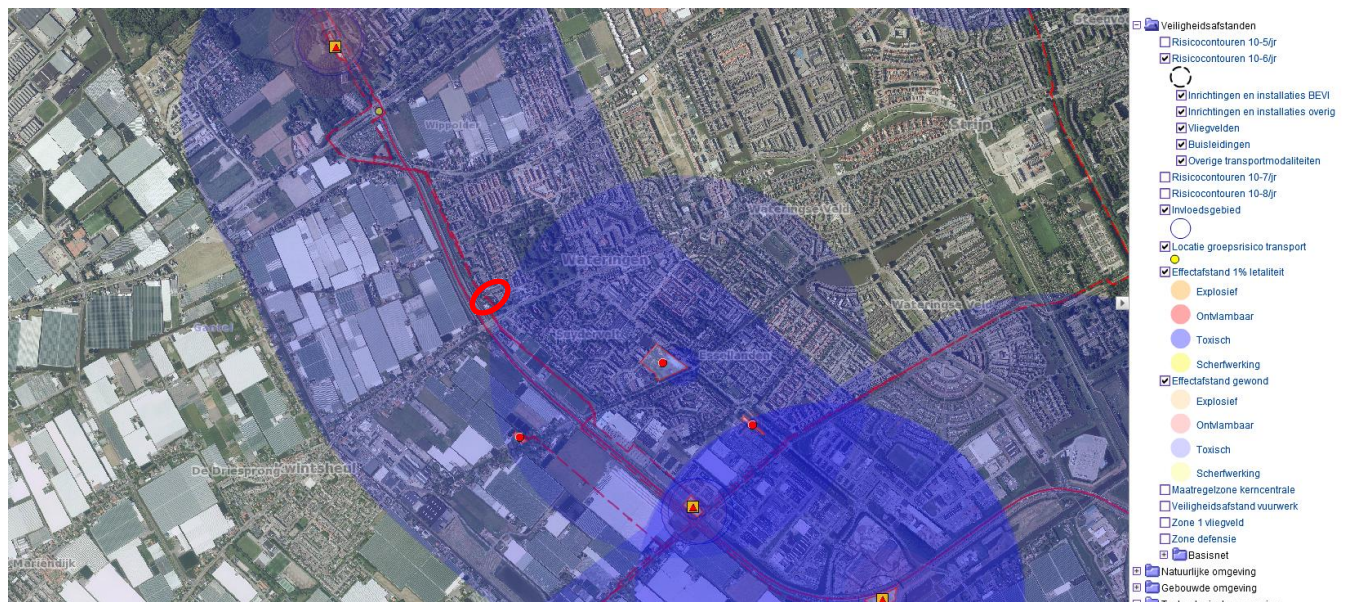 Steenvo
Wippolder
Strijp
Wateringse Veld
Wateringen
Wateringse Veld
Gantel
Essellanden
De Driesprong
Wintsheul
Mariendijk
Veiligheidsafstanden
Risicocontouren 10-5/jr
Risicocontouren 10-6/jr
Inrichtingen en installaties BEVI
Inrichtingen en installaties overig
Vliegvelden
Buisleidingen
Overige transportmodaliteiten
Risicocontouren 10-7/jr
Risicocontouren 10-8/jr
Invloedsgebied
Locatie groepsrisico transport
Effectafstand 1% letaliteit
Explosief
Ontvlambaar
Toxisch
Scherfwerking
Effectafstand gewond
Explosief
Ontvlambaar
Toxisch
Scherfwerking
Maatregelzone kerncentrale
Veiligheidsafstand vuurwerk
Zone 1 vliegveld
Zone defensie
Basisnet
Natuurlijke omgeving
Gebouwde omgeving